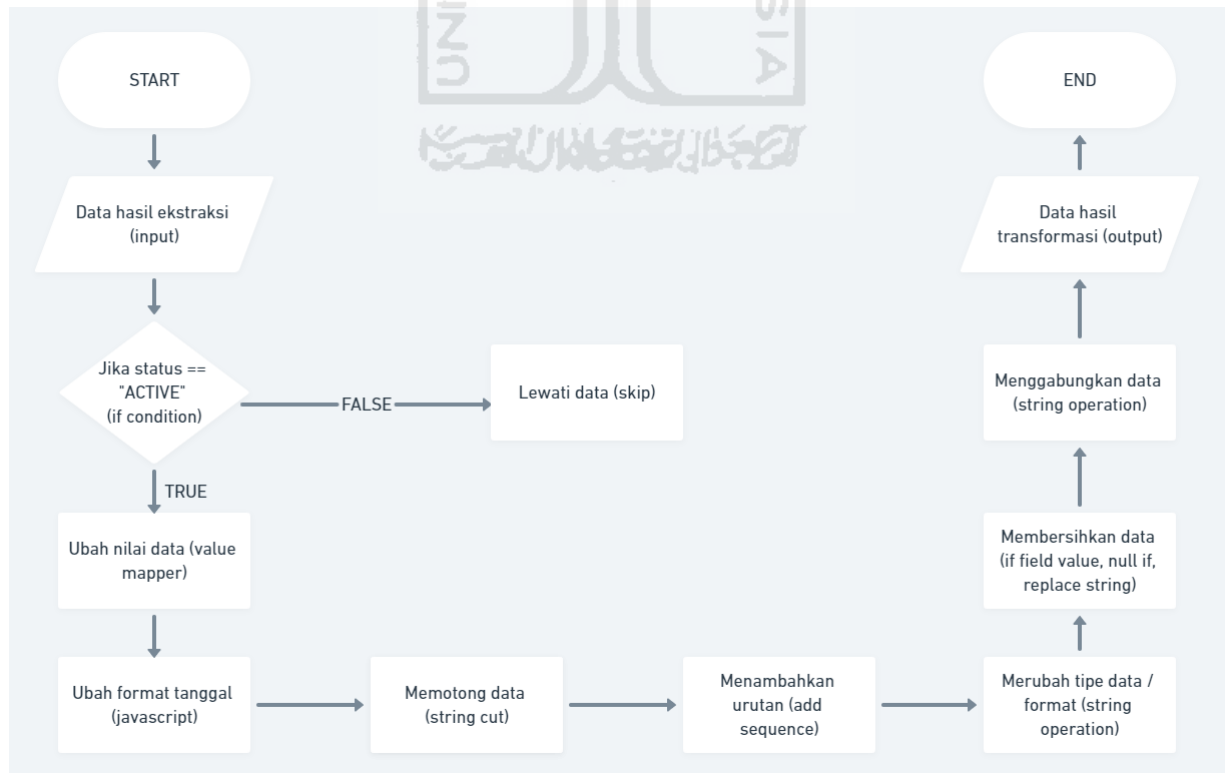 START
Data hasil ekstraksi
(input)
Jika status ==
"ACTIVE"
(if condition)
FALSE
Lewati data (skip)
TRUE
Ubah nilai data (value
mapper)
Ubah format tanggal
(javascript)
Memotong data
(string cut)
Menambahkan
urutan (add
sequence)
Merubah tipe data /
format (string
operation)
Membersihkan data
(if field value, null if,
replace string)
Menggabungkan data
(string operation)
Data hasil
transformasi (output)
END